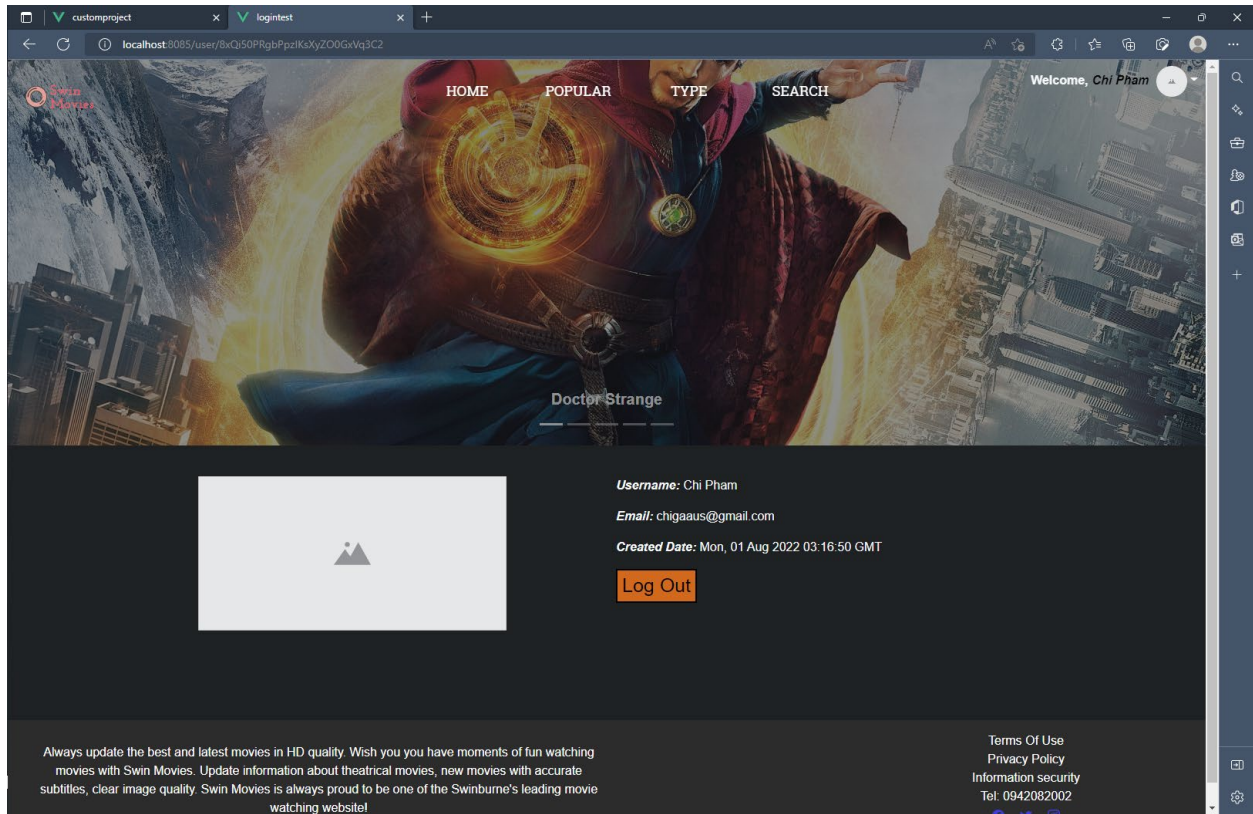 customproject
logintest
localhost:8085/user/8xQi50PRgbPpzIKsXyZO0GxVq3C2
Swin
Movies
HOME
POPULAR
TYPE
SEARCH
Welcome, Chi Pham
Doctor Strange
Username: Chi Pham
Email: chigaaus@gmail.com
Created Date: Mon, 01 Aug 2022 03:16:50 GMT
Log Out
Always update the best and latest movies in HD quality. Wish you you have moments of fun watching
movies with Swin Movies. Update information about theatrical movies, new movies with accurate
subtitles, clear image quality. Swin Movies is always proud to be one of the Swinburne's leading movie
watching website!
Terms Of Use
Privacy Policy
Information security
Tel: 0942082002